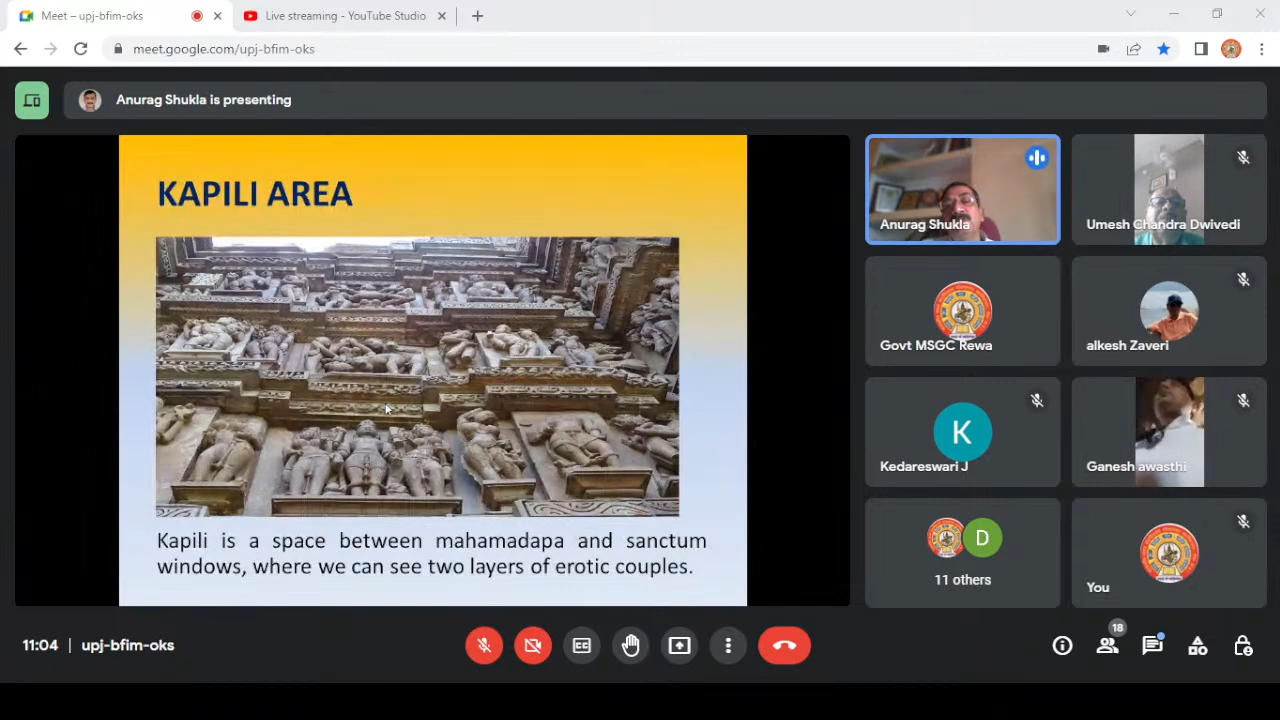 Meet – upj-bfim-oks
Live streaming - YouTube Studio
meet.google.com/upj-bfim-oks
Anurag Shukla is presenting
KAPILI AREA
Kapili is a space between mahamadapa and sanctum
windows, where we can see two layers of erotic couples.
Anurag Shukla
Umesh Chandra Dwivedi
Govt MSGC Rewa
alkesh Zaveri
K
Kedareswari J
Ganesh awasthi
D
11 others
You
11:04 | upj-bfim-oks
CC
18